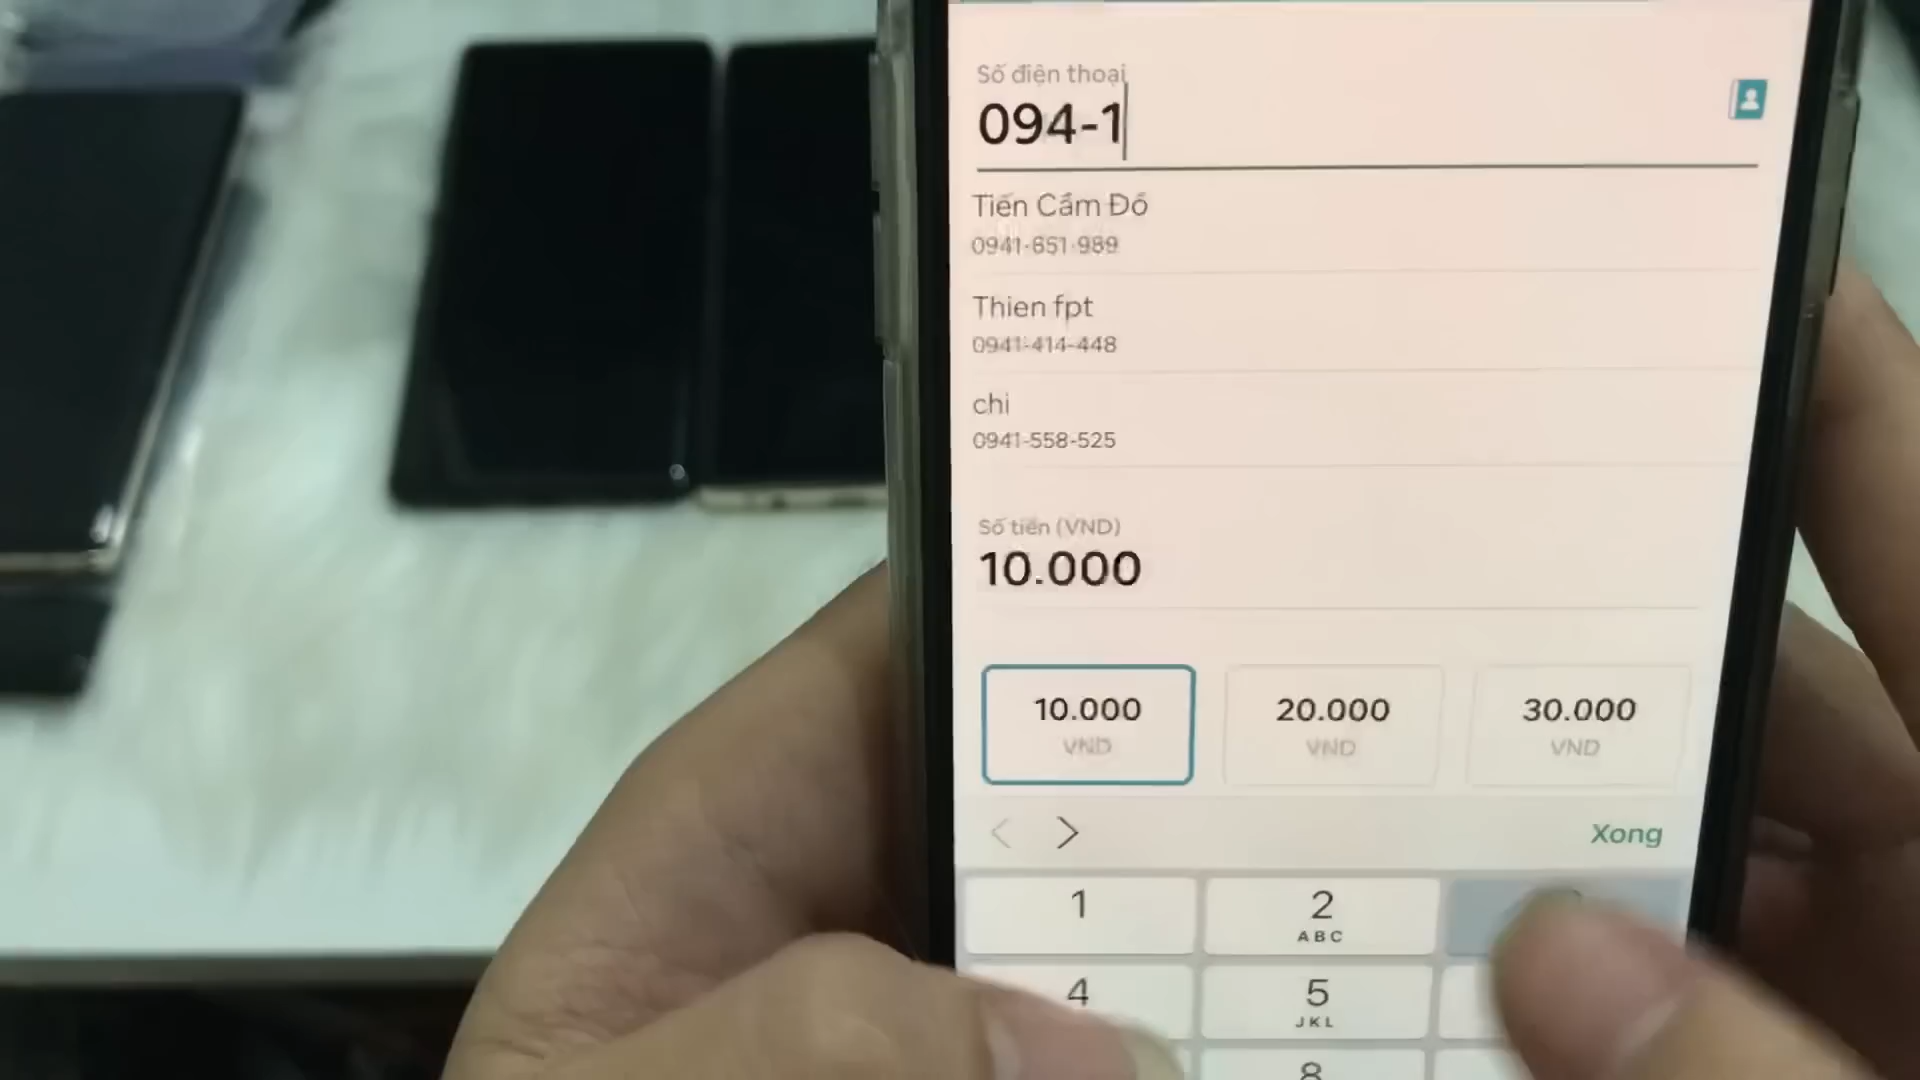 Số điện thoại
094-1
Tiến Cầm Đồ
0941-651-989
Thien fpt
0941-414-448
chi
0941-558-525
Số tiền (VND)
10.000
10.000
VND
20.000
VND
30.000
VND
Xong
1
2
ABC
4
5
JKL
8